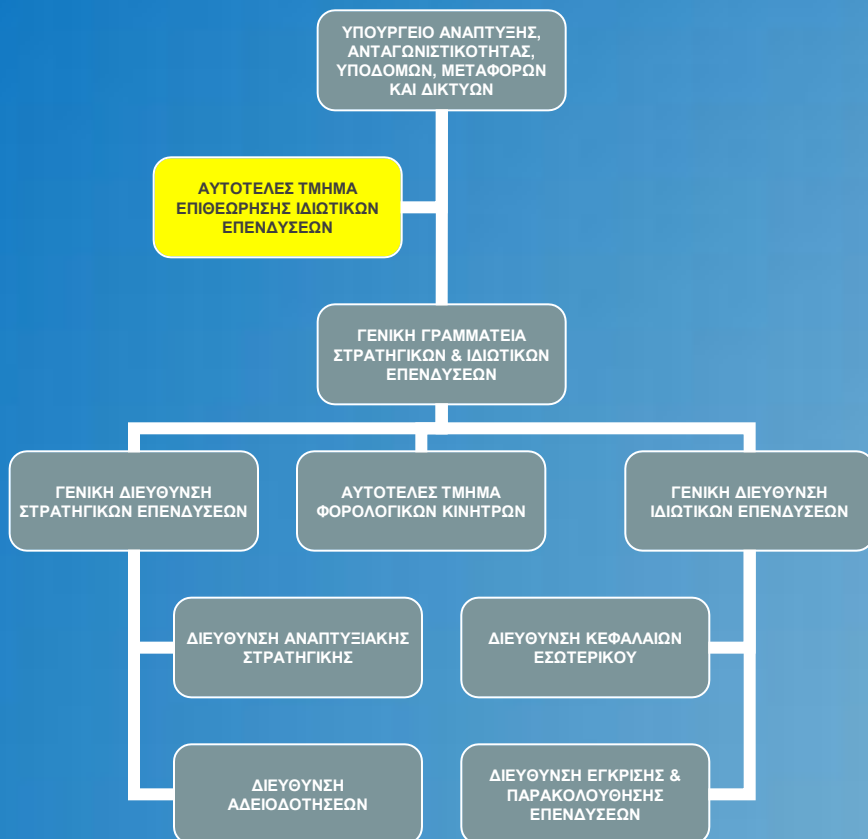 ΥΠΟΥΡΓΕΙΟ ΑΝΑΠΤΥΞΗΣ,
ΑΝΤΑΓΩΝΙΣΤΙΚΟΤΗΤΑΣ,
ΥΠΟΔΟΜΩΝ, ΜΕΤΑΦΟΡΩΝ
ΚΑΙ ΔΙΚΤΥΩΝ
ΑΥΤΟΤΕΛΕΣ ΤΜΗΜΑ
ΕΠΙΘΕΩΡΗΣΗΣ ΙΔΙΩΤΙΚΩΝ
ΕΠΕΝΔΥΣΕΩΝ
ΓΕΝΙΚΗ ΓΡΑΜΜΑΤΕΙΑ
ΣΤΡΑΤΗΓΙΚΩΝ & ΙΔΙΩΤΙΚΩΝ
ΕΠΕΝΔΥΣΕΩΝ
ΓΕΝΙΚΗ ΔΙΕΥΘΥΝΣΗ
ΣΤΡΑΤΗΓΙΚΩΝ ΕΠΕΝΔΥΣΕΩΝ
ΑΥΤΟΤΕΛΕΣ ΤΜΗΜΑ
ΦΟΡΟΛΟΓΙΚΩΝ ΚΙΝΗΤΡΩΝ
ΓΕΝΙΚΗ ΔΙΕΥΘΥΝΣΗ
ΙΔΙΩΤΙΚΩΝ ΕΠΕΝΔΥΣΕΩΝ
ΔΙΕΥΘΥΝΣΗ ΑΝΑΠΤΥΞΙΑΚΗΣ
ΣΤΡΑΤΗΓΙΚΗΣ
ΔΙΕΥΘΥΝΣΗ ΚΕΦΑΛΑΙΩΝ
ΕΣΩΤΕΡΙΚΟΥ
ΔΙΕΥΘΥΝΣΗ
ΑΔΕΙΟΔΟΤΗΣΕΩΝ
ΔΙΕΥΘΥΝΣΗ ΕΓΚΡΙΣΗΣ &
ΠΑΡΑΚΟΛΟΥΘΗΣΗΣ
ΕΠΕΝΔΥΣΕΩΝ